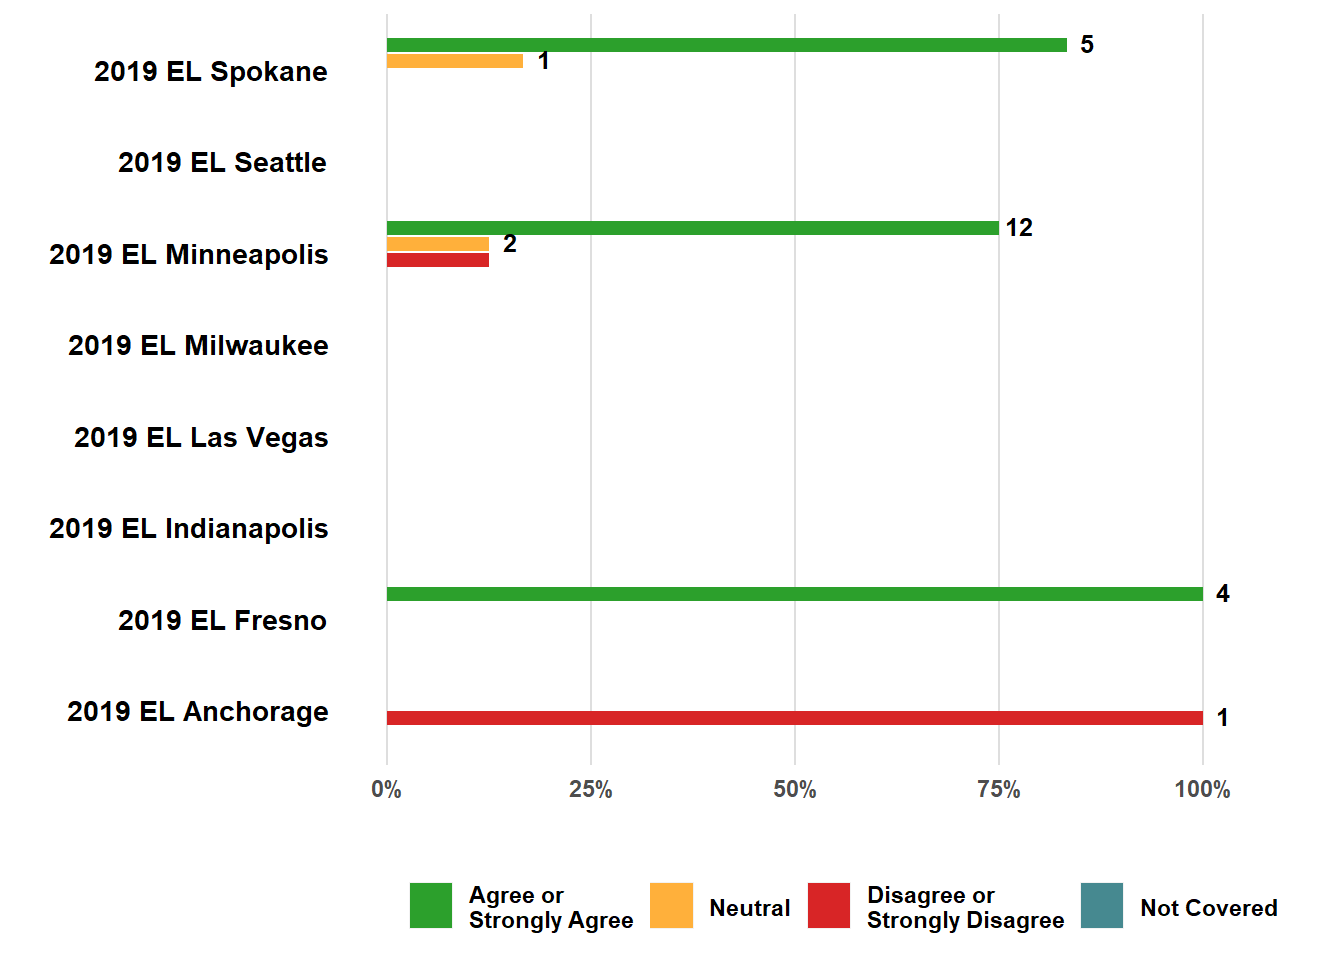 2019 EL Spokane
5
1
2019 EL Seattle
2019 EL Minneapolis
12
2
2019 EL Milwaukee
2019 EL Las Vegas
2019 EL Indianapolis
2019 EL Fresno
4
2019 EL Anchorage
1
0% 25% 50% 75% 100%
Agree or
Strongly Agree
Neutral
Disagree or
Strongly Disagree
Not Covered